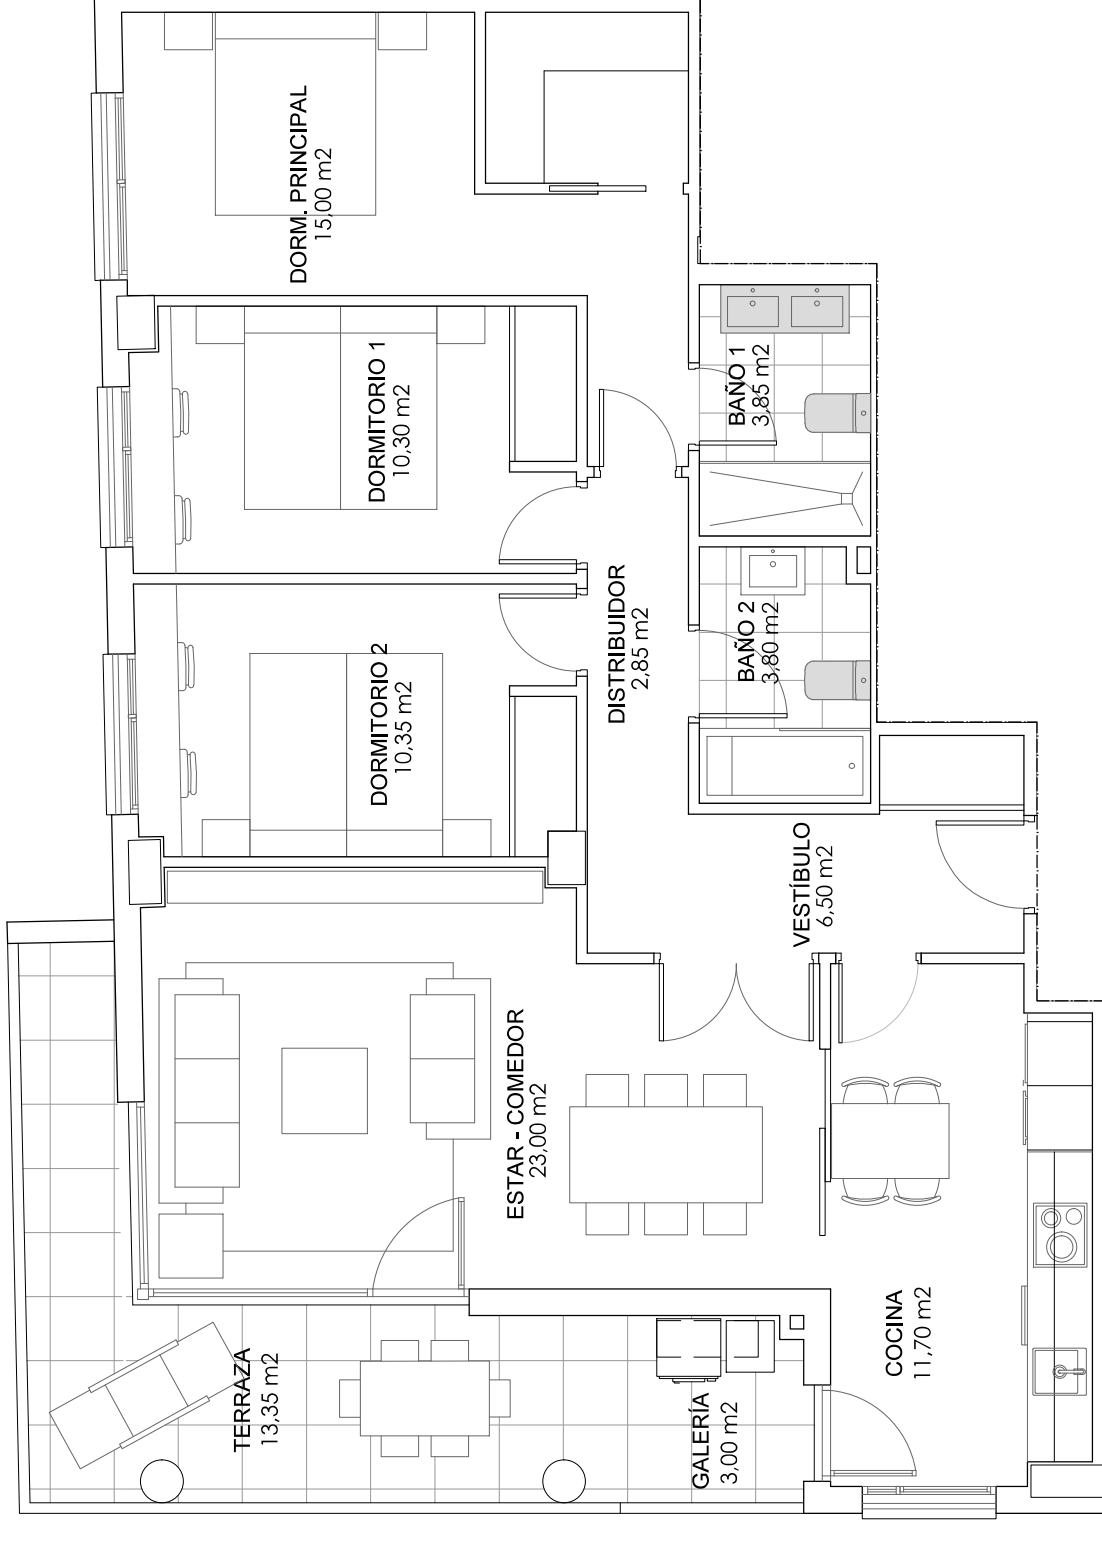 DORM. PRINCIPAL
15,00 m2
DORMITORIO 1
10,30 m2
BAÑO 1
3,85 m2
DORMITORIO 2
10,35 m2
DISTRIBUIDOR
2,85 m2
BAÑO 2
3,80 m2
VESTÍBULO
6,50 m2
ESTAR - COMEDOR
23,00 m2
COCINA
11,70 m2
TERRAZA
13,35 m2
GALERÍA
3,00 m2